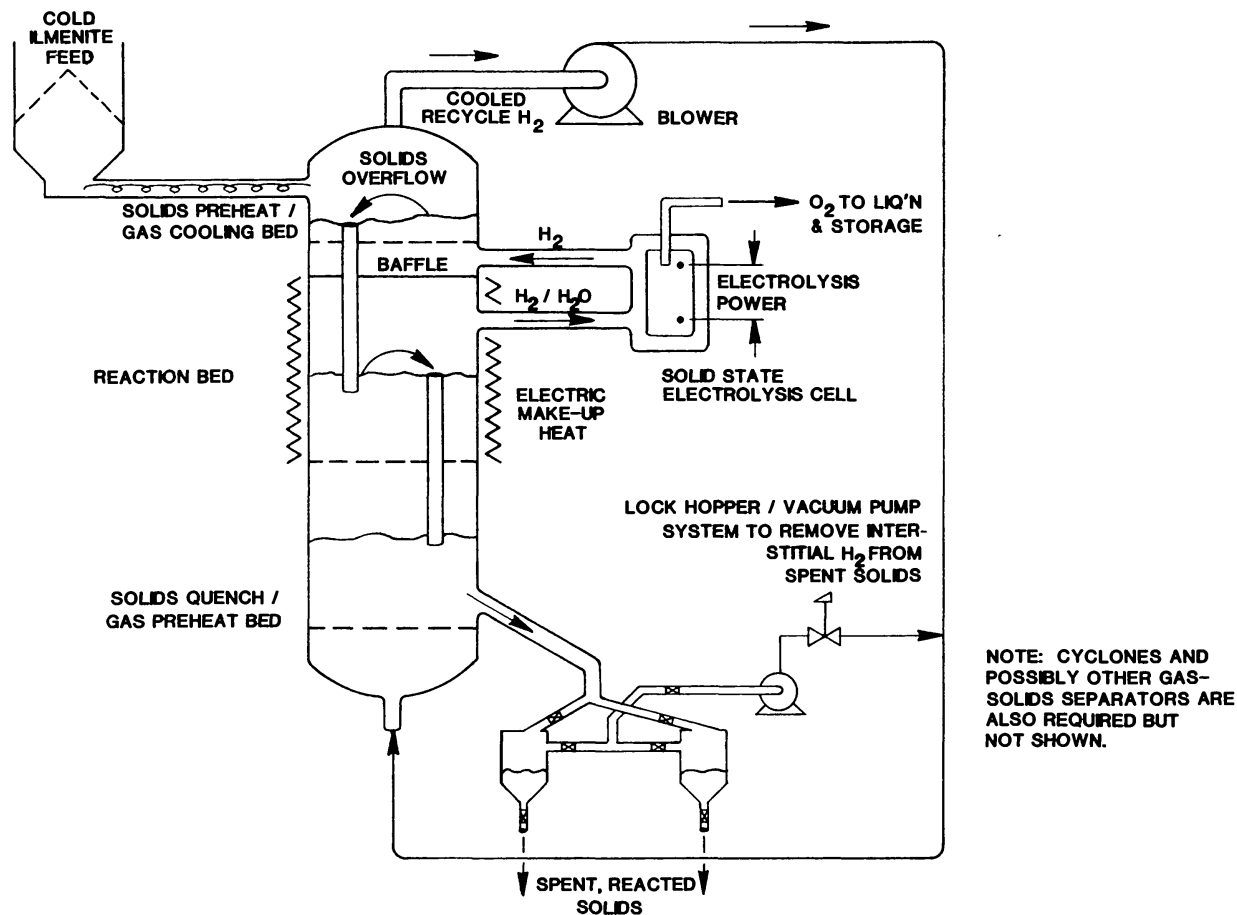 COLD
ILMENITE
FEED
COOLED
RECYCLE H2
BLOWER
SOLIDS
OVERFLOW
SOLIDS PREHEAT /
GAS COOLING BED
H2
BAFFLE
H2 / H2O
O2 TO LIQ'N
& STORAGE
ELECTROLYSIS
POWER
SOLID STATE
ELECTROLYSIS CELL
REACTION BED
ELECTRIC
MAKE-UP
HEAT
LOCK HOPPER / VACUUM PUMP
SYSTEM TO REMOVE INTER-
STITIAL H2 FROM
SPENT SOLIDS
SOLIDS QUENCH /
GAS PREHEAT BED
NOTE: CYCLONES AND
POSSIBLY OTHER GAS-
SOLIDS SEPARATORS ARE
ALSO REQUIRED BUT
NOT SHOWN.
SPENT, REACTED
SOLIDS